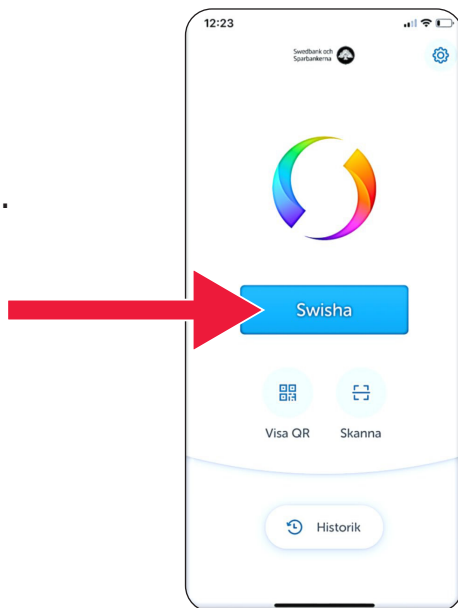 12:23
Swedbank och
Sparbankerna
.
Swisha
Visa QR Skanna
Historik